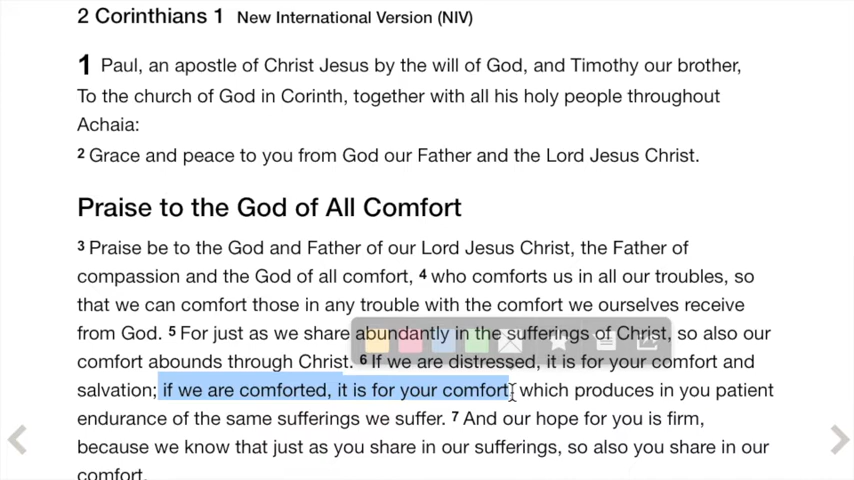 2 Corinthians 1 New International Version (NIV)
1 Paul, an apostle of Christ Jesus by the will of God, and Timothy our brother,
To the church of God in Corinth, together with all his holy people throughout
Achaia:
2 Grace and peace to you from God our Father and the Lord Jesus Christ.
Praise to the God of All Comfort
3 Praise be to the God and Father of our Lord Jesus Christ, the Father of
compassion and the God of all comfort, 4 who comforts us in all our troubles, so
that we can comfort those in any trouble with the comfort we ourselves receive
from God. 5 For just as we share abundantly in the sufferings of Christ, so also our
comfort abounds through Christ. 6 If we are distressed, it is for your comfort and
salvation; if we are comforted, it is for your comfort, which produces in you patient
endurance of the same sufferings we suffer. 7 And our hope for you is firm,
because we know that just as you share in our sufferings, so also you share in our
comfort.